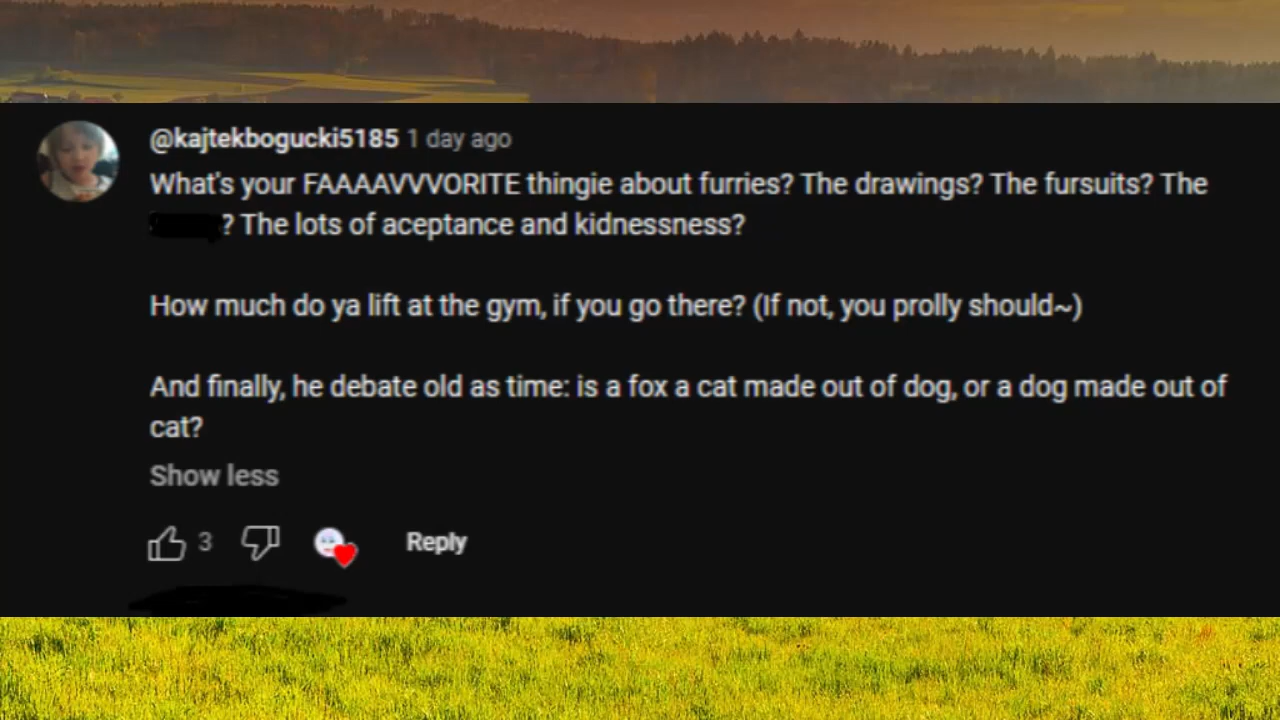 @kajtekbogucki5185 1 day ago
What's your FAAAAVVVORITE thingie about furries? The drawings? The fursuits? The
? The lots of aceptance and kidnessness?
How much do ya lift at the gym, if you go there? (If not, you prolly should~)
And finally, he debate old as time: is a fox a cat made out of dog, or a dog made out of
cat?
Show less
3 Reply